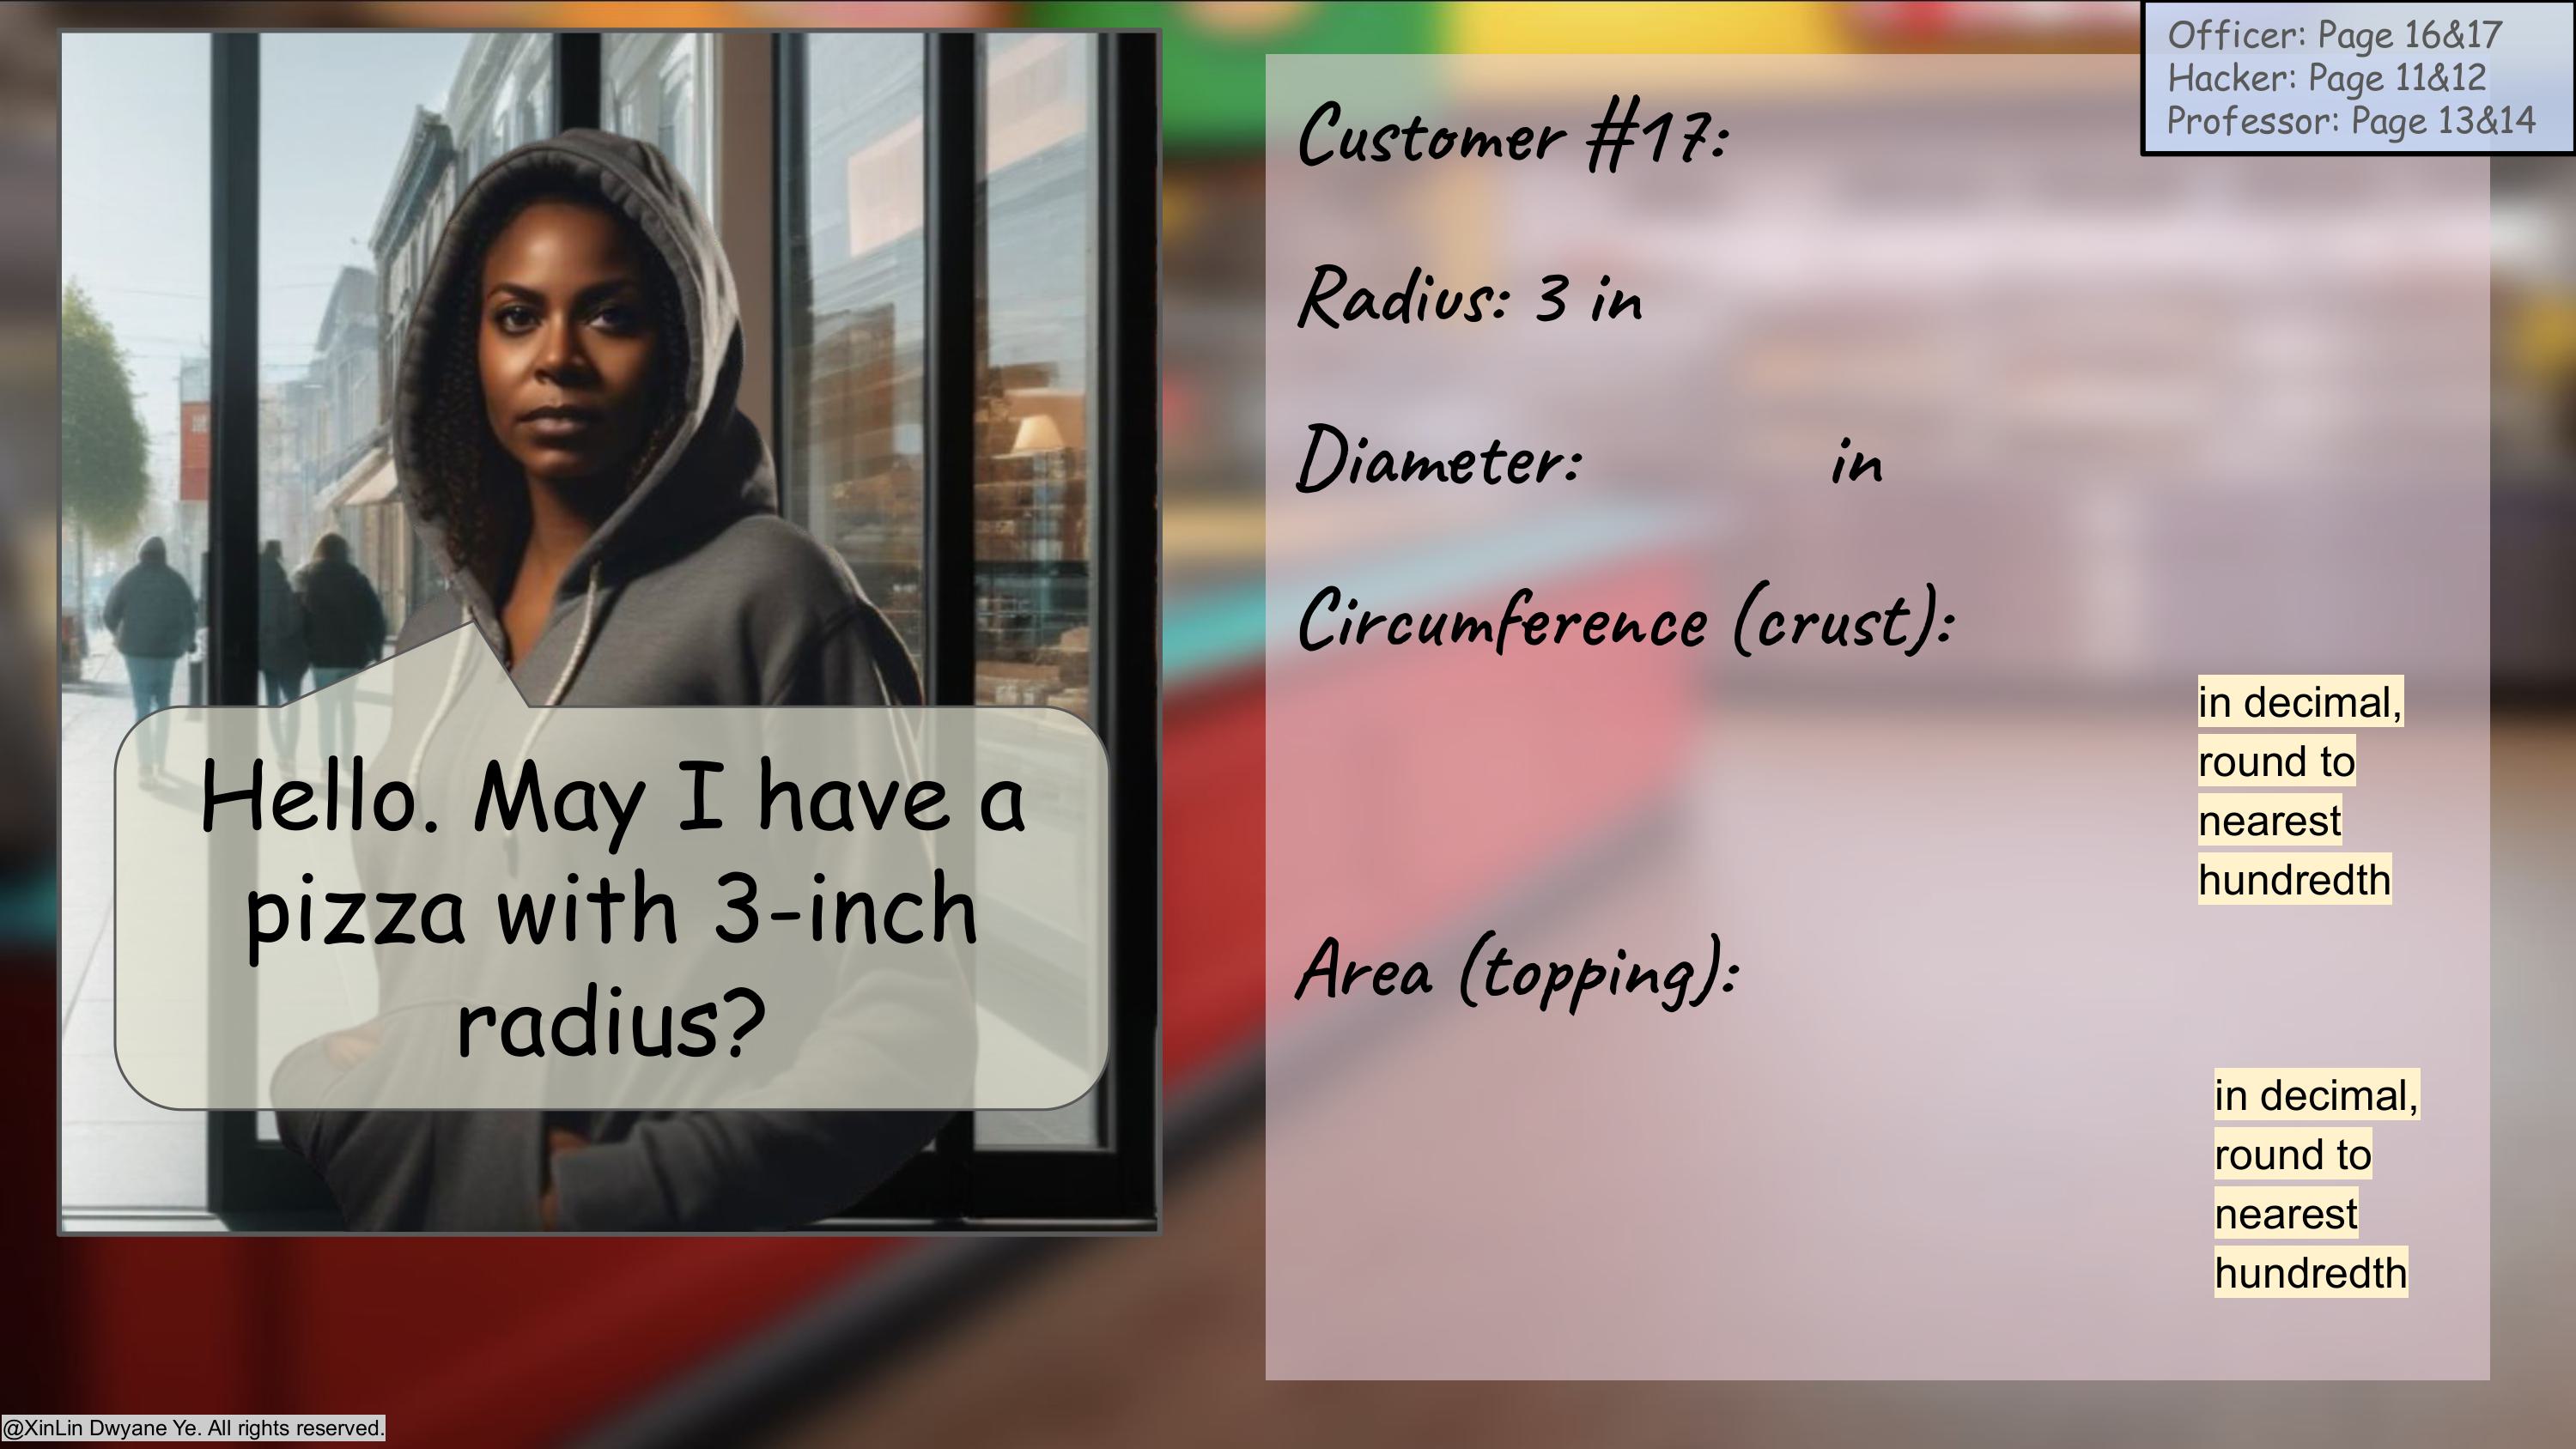 Officer: Page 16&17
Hacker: Page 11&12
Professor: Page 13&14
Customer #17:
Radius: 3 in
Diameter: in
Circumference (crust):
in decimal,
round to
nearest
hundredth
Area (topping):
in decimal,
round to
nearest
hundredth
Hello. May I have a
pizza with 3-inch
radius?
@XinLin Dwyane Ye. All rights reserved.